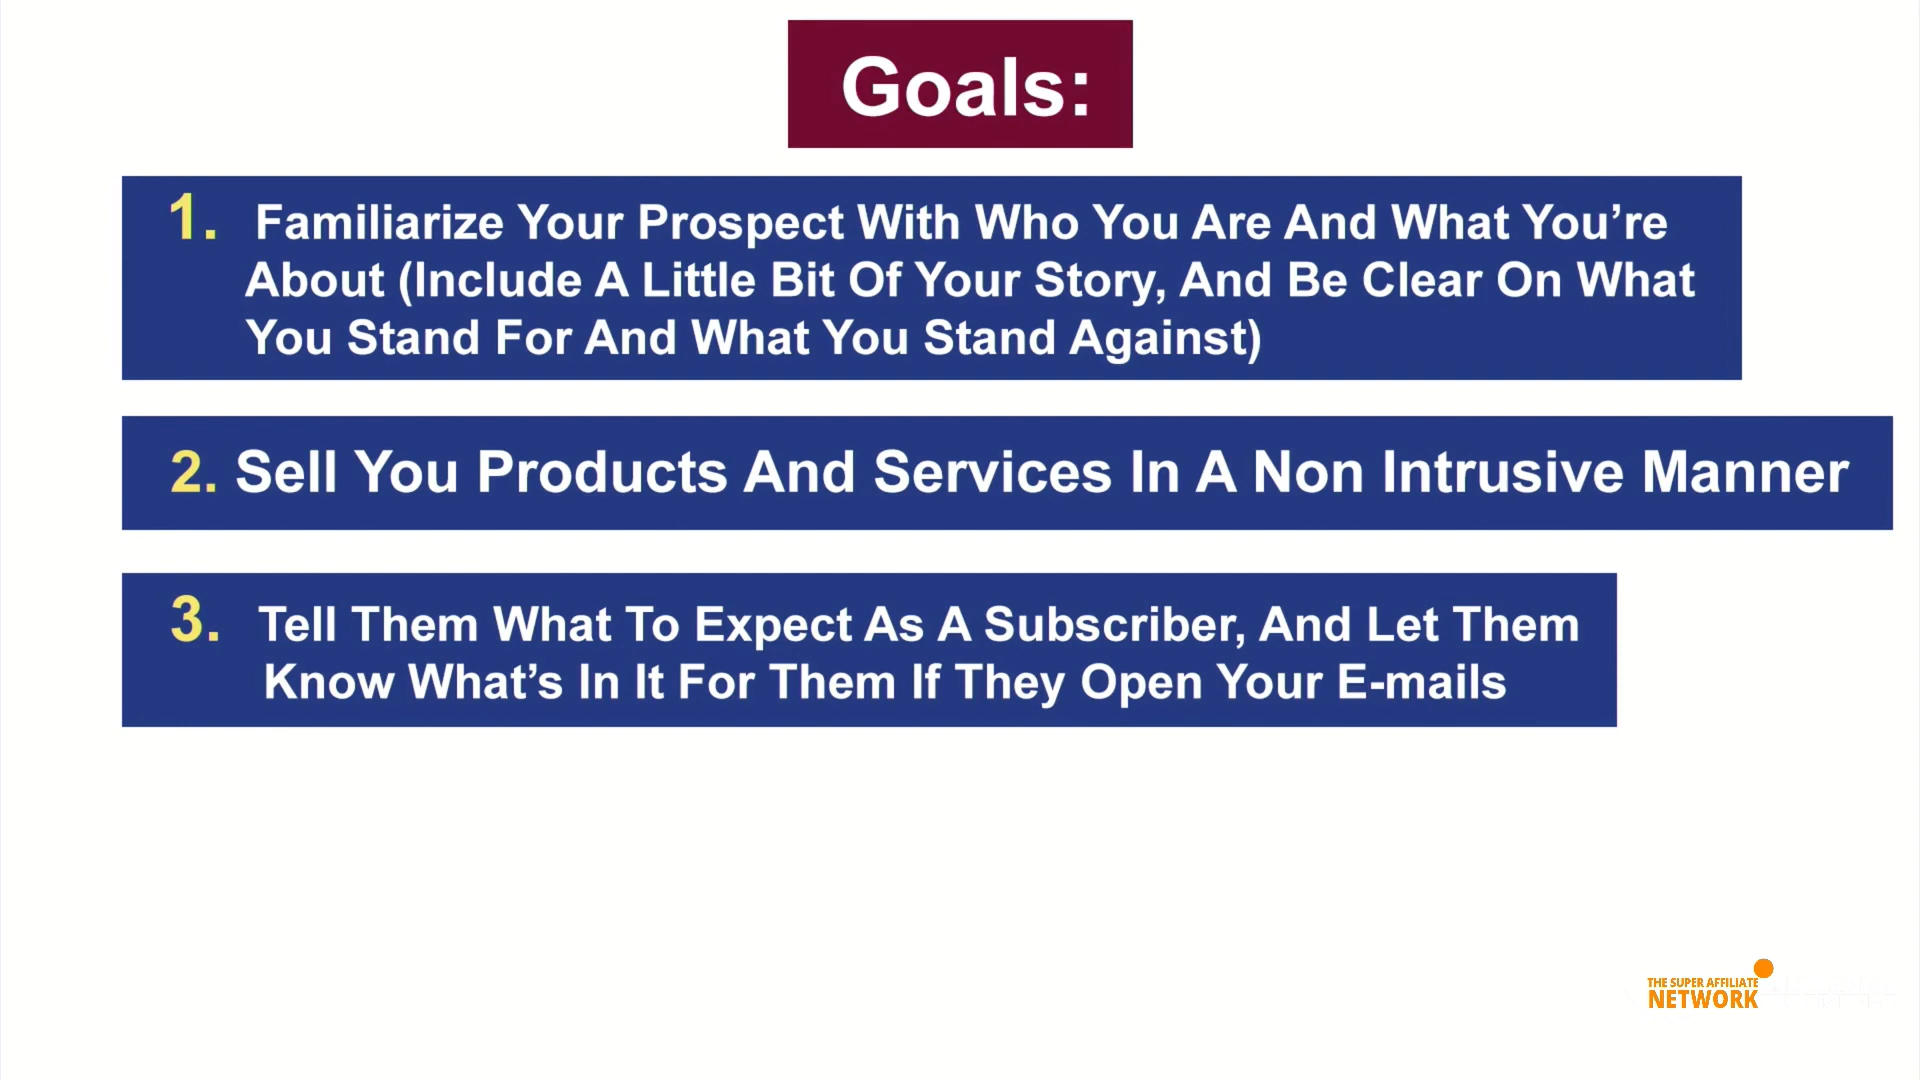 Goals:
1. Familiarize Your Prospect With Who You Are And What You’re
About (Include A Little Bit Of Your Story, And Be Clear On What
You Stand For And What You Stand Against)
2. Sell You Products And Services In A Non Intrusive Manner
3. Tell Them What To Expect As A Subscriber, And Let Them
Know What’s In It For Them If They Open Your E-mails
THE SUPER AFFILIATE
NETWORK